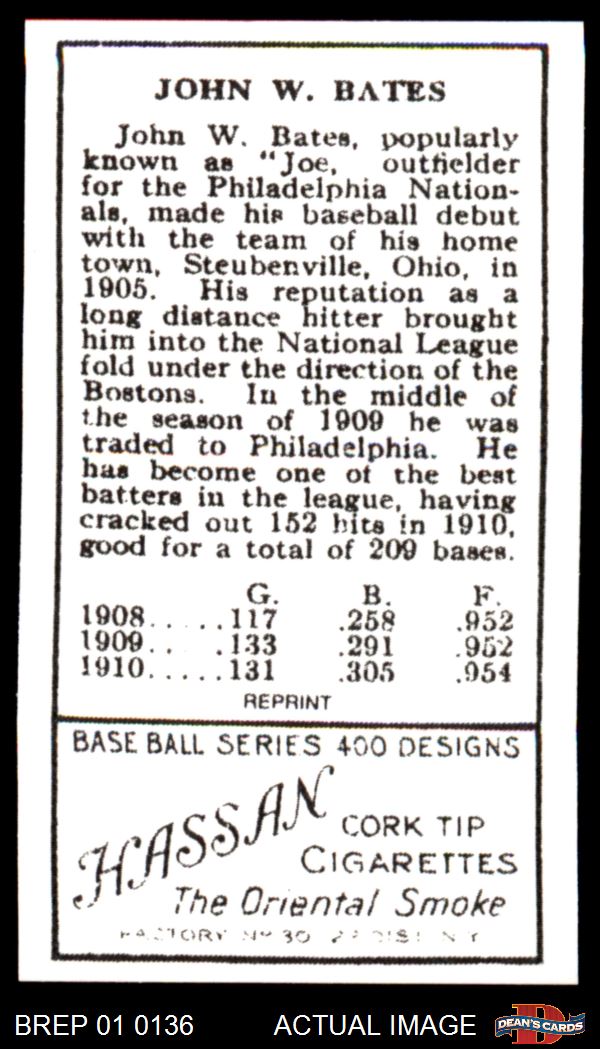 JOHN W. BATES
John W. Bates, popularly
known as "Joe, outfielder
for the Philadelphia Nation-
als, made his baseball debut
with the team of his home
town, Steubenville, Ohio, in
1905. His reputation as a
long distance hitter brought
him into the National League
fold under the direction of the
Bostons. In the middle of
the season of 1909 he was
traded to Philadelphia. He
has become one of the best
batters in the league, having
cracked out 152 hits in 1910,
good for a total of 209 bases.
G. B. F.
1908.....117 .258 .952
1909.. .133 .291 .952
1910.....131 .305 .954
REPRINT
BASE BALL SERIES 400 DESIGNS
HASSAN
CORK TIP
CIGARETTES
The Oriental Smoke
FACTORY No 30 2D DIST. N.Y.
BREP 01 0136 ACTUAL IMAGE
D
DEAN'S CARDS